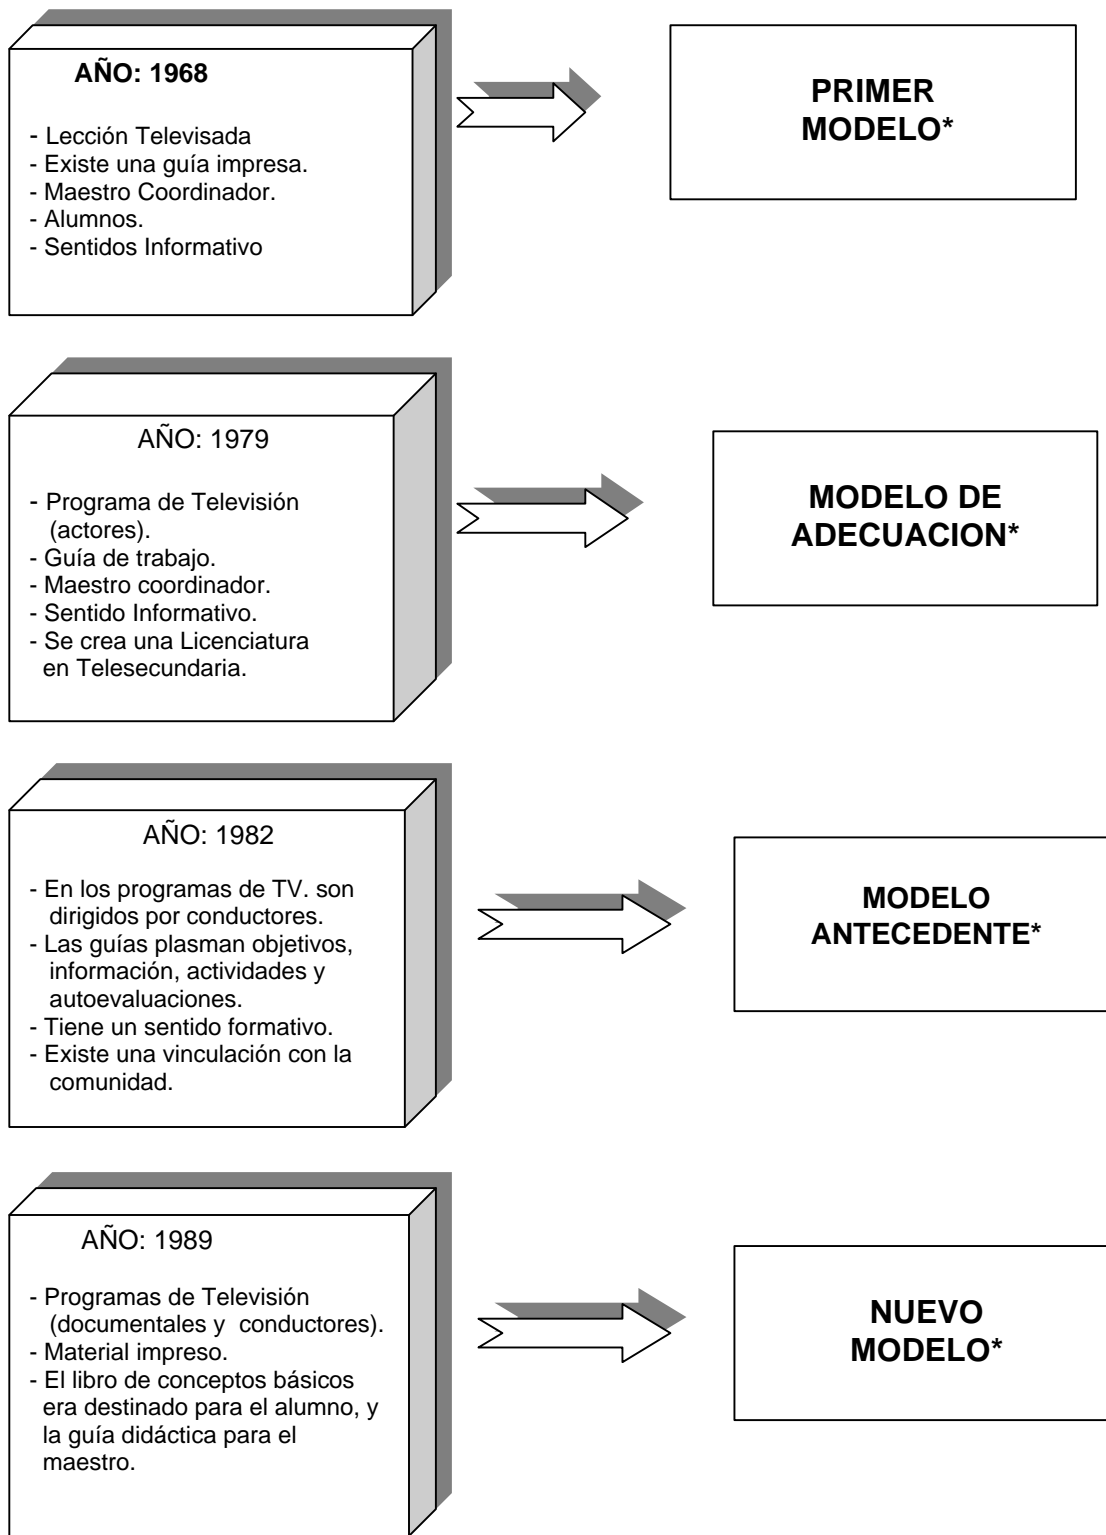 AÑO: 1968
- Lección Televisada
- Existe una guía impresa.
- Maestro Coordinador.
- Alumnos.
- Sentidos Informativo
PRIMER
MODELO*
AÑO: 1979
- Programa de Televisión
(actores).
- Guía de trabajo.
- Maestro coordinador.
- Sentido Informativo.
- Se crea una Licenciatura
en Telesecundaria.
MODELO DE
ADECUACION*
AÑO: 1982
- En los programas de TV. son
dirigidos por conductores.
- Las guías plasman objetivos,
información, actividades y
autoevaluaciones.
- Tiene un sentido formativo.
- Existe una vinculación con la
comunidad.
MODELO
ANTECEDENTE*
AÑO: 1989
- Programas de Televisión
(documentales y conductores).
- Material impreso.
- El libro de conceptos básicos
era destinado para el alumno, y
la guía didáctica para el
maestro.
NUEVO
MODELO*